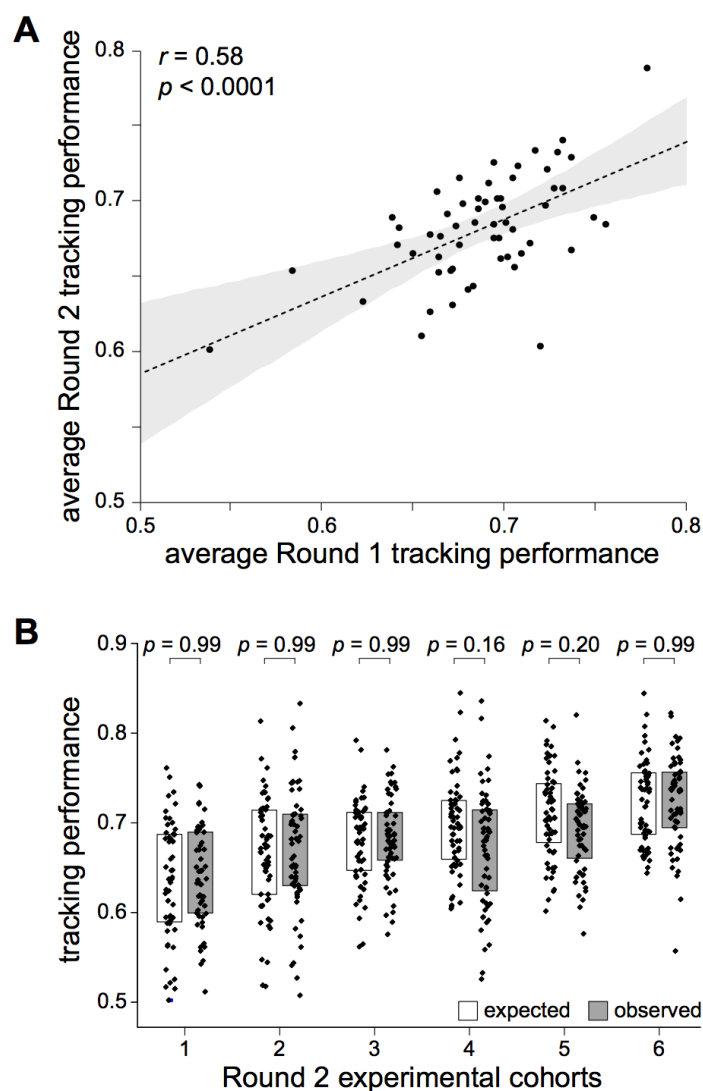 A
r = 0.58
p < 0.0001
average Round 2 tracking performance
0.8
0.7
0.6
0.5
0.5 0.6 0.7 0.8
average Round 1 tracking performance
B
p = 0.99 p = 0.99 p = 0.99 p = 0.16 p = 0.20 p = 0.99
tracking performance
0.9
0.8
0.7
0.6
0.5
expected observed
1 2 3 4 5 6
Round 2 experimental cohorts